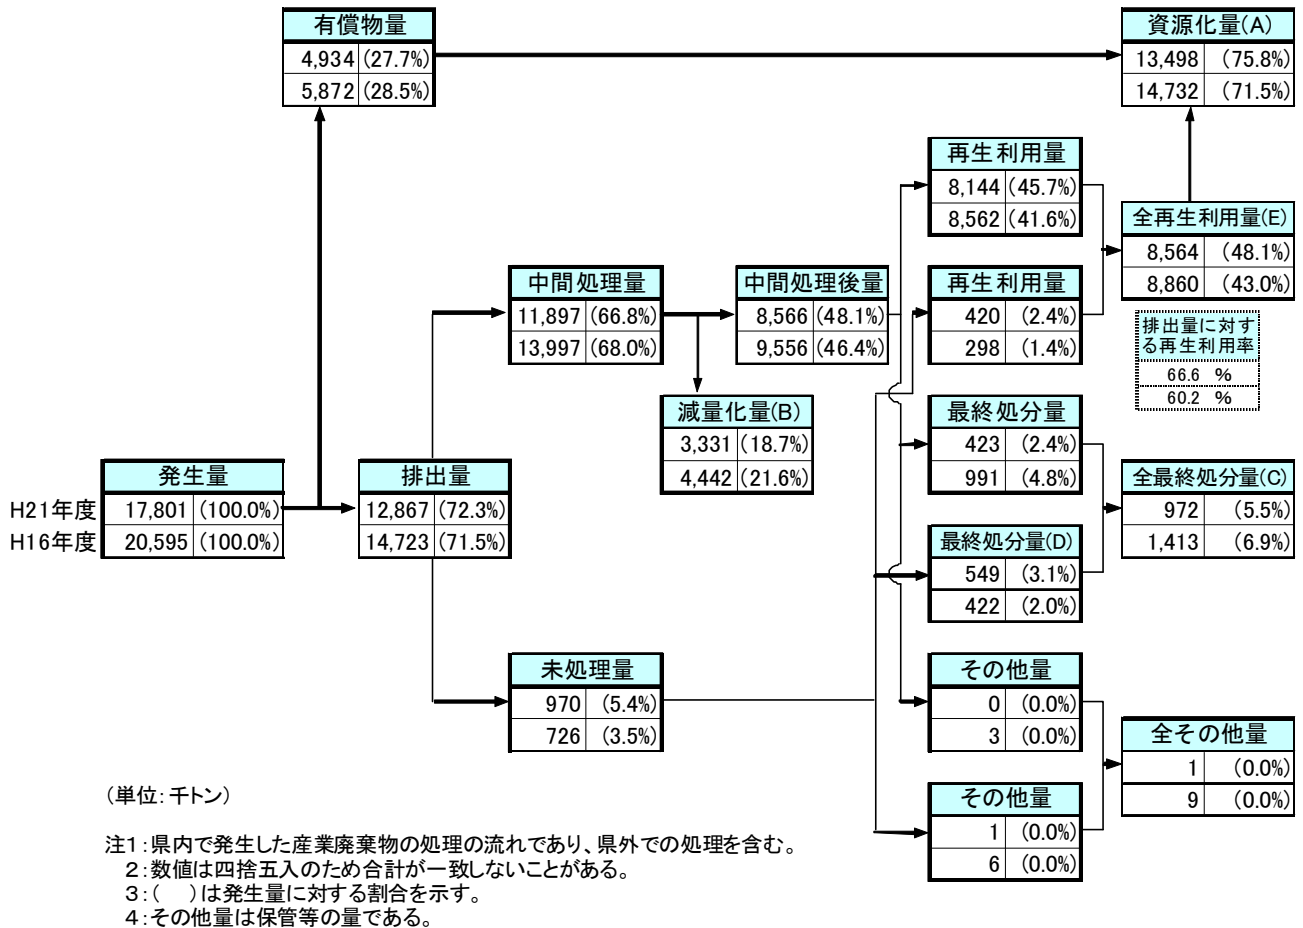 有償物量
4,934 (27.7%)
5,872 (28.5%)
資源化量(A)
13,498 (75.8%)
14,732 (71.5%)
再生利用量
8,144 (45.7%)
8,562 (41.6%)
全再生利用量(E)
8,564 (48.1%)
8,860 (43.0%)
中間処理量
11,897 (66.8%)
13,997 (68.0%)
中間処理後量
8,566 (48.1%)
9,556 (46.4%)
再生利用量
420 (2.4%)
298 (1.4%)
排出量に対す
る再生利用率
66.6 %
60.2 %
減量化量(B)
3,331 (18.7%)
4,442 (21.6%)
最終処分量
423 (2.4%)
991 (4.8%)
発生量
H21年度 17,801 (100.0%)
H16年度 20,595 (100.0%)
排出量
12,867 (72.3%)
14,723 (71.5%)
全最終処分量(C)
972 (5.5%)
1,413 (6.9%)
最終処分量(D)
549 (3.1%)
422 (2.0%)
未処理量
970 (5.4%)
726 (3.5%)
その他量
0 (0.0%)
3 (0.0%)
全その他量
1 (0.0%)
9 (0.0%)
その他量
1 (0.0%)
6 (0.0%)
（単位：千トン）
注1：県内で発生した産業廃棄物の処理の流れであり、県外での処理を含む。
2：数値は四捨五入のため合計が一致しないことがある。
3：(　)は発生量に対する割合を示す。
4：その他量は保管等の量である。